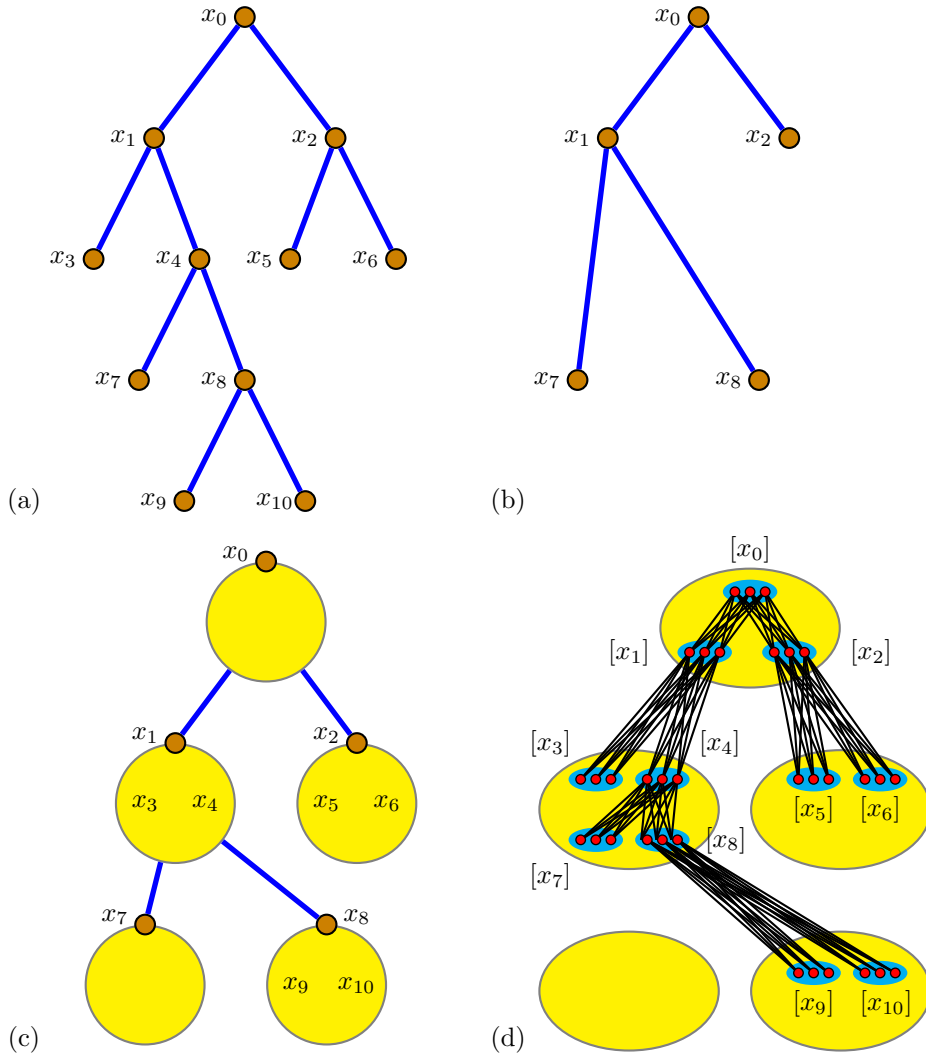 x₀
x₁
x₂
x₃
x₄
x₅
x₆
x₇
x₈
x₉
x₁₀
(a)
x₀
x₁
x₂
x₇
x₈
(b)
x₀
x₁
x₂
x₃
x₄
x₅
x₆
x₇
x₈
x₉
x₁₀
(c)
[x₀]
[x₁]
[x₂]
[x₃]
[x₄]
[x₅]
[x₆]
[x₇]
[x₈]
[x₉]
[x₁₀]
(d)